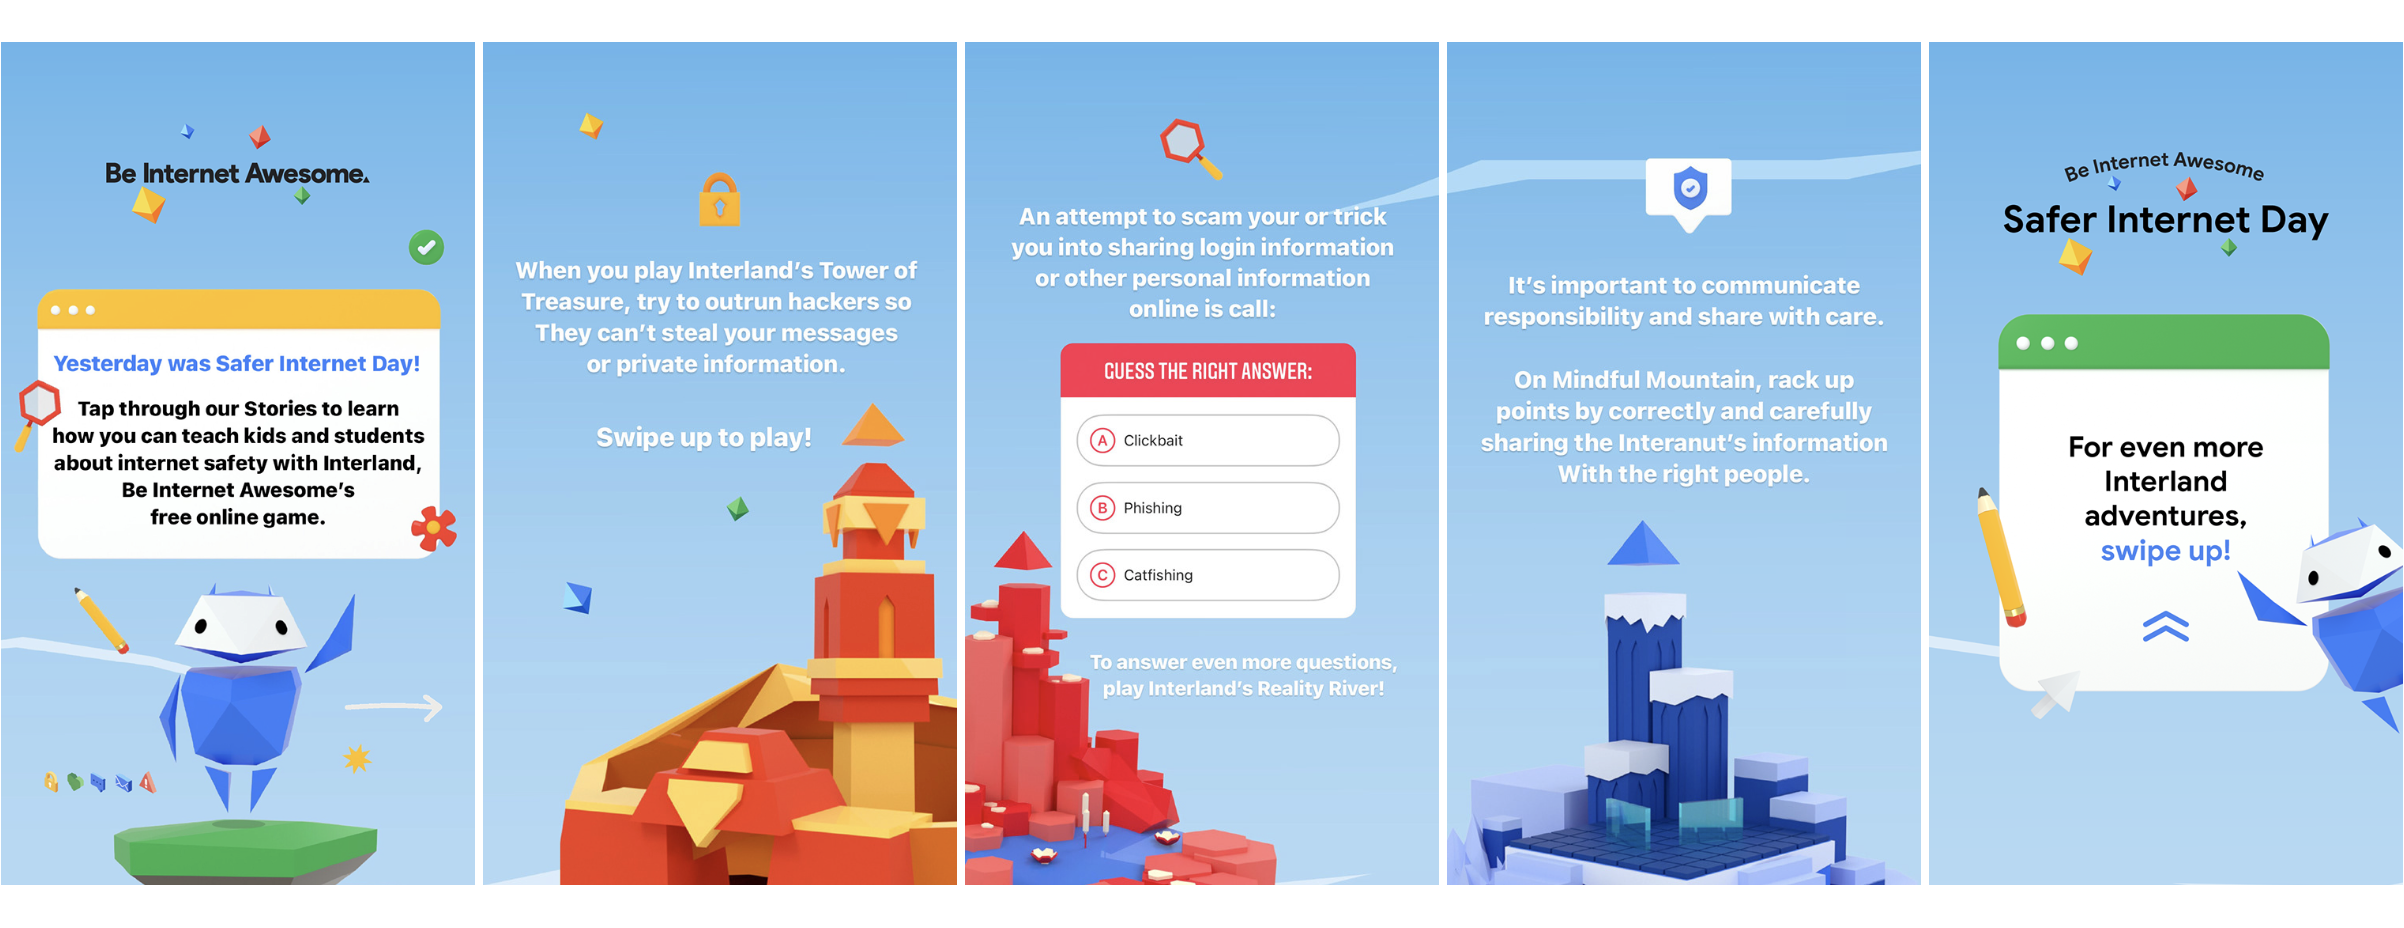 Be Internet Awesome.
Yesterday was Safer Internet Day!
Tap through our Stories to learn
how you can teach kids and students
about internet safety with Interland,
Be Internet Awesome's
free online game.
When you play Interland's Tower of
Treasure, try to outrun hackers so
They can't steal your messages
or private information.
Swipe up to play!
An attempt to scam your or trick
you into sharing login information
or other personal information
online is call:
GUESS THE RIGHT ANSWER:
A Clickbait
B Phishing
C Catfishing
To answer even more questions,
play Interland's Reality River!
It's important to communicate
responsibility and share with care.
On Mindful Mountain, rack up
points by correctly and carefully
sharing the Interanut's information
With the right people.
Be Internet Awesome
Safer Internet Day
For even more
Interland
adventures,
swipe up!